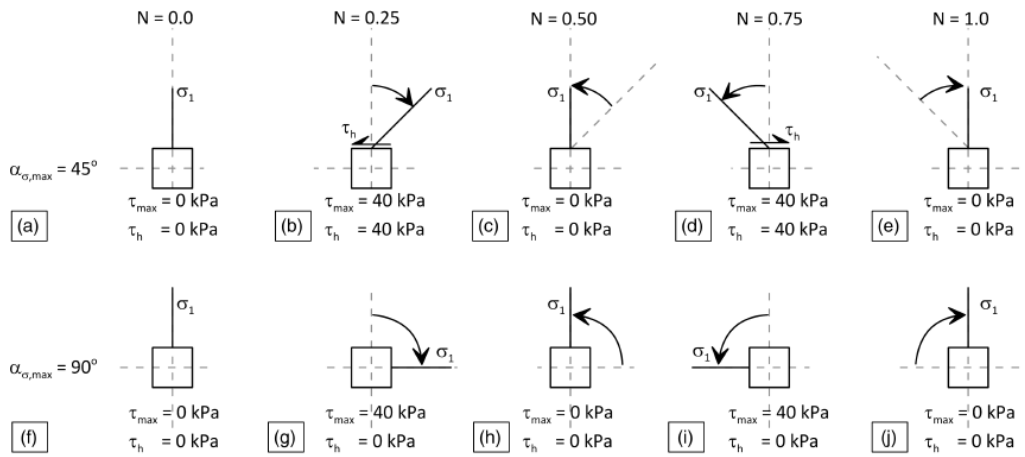 N = 0.0 N = 0.25 N = 0.50 N = 0.75 N = 1.0
σ1 σ1 σ1 σ1 σ1
τh τh
α_σ,max = 45°
τmax = 0 kPa τmax = 40 kPa τmax = 0 kPa τmax = 40 kPa τmax = 0 kPa
(a) τh = 0 kPa (b) τh = 40 kPa (c) τh = 0 kPa (d) τh = 40 kPa (e) τh = 0 kPa
σ1 σ1 σ1 σ1 σ1
α_σ,max = 90°
τmax = 0 kPa τmax = 40 kPa τmax = 0 kPa τmax = 40 kPa τmax = 0 kPa
(f) τh = 0 kPa (g) τh = 0 kPa (h) τh = 0 kPa (i) τh = 0 kPa (j) τh = 0 kPa